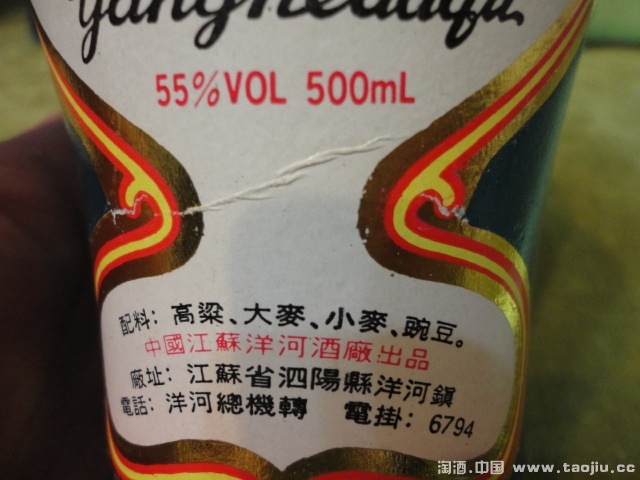 yanghedaqu
55%VOL 500mL
配料：高粱、大麥、小麥、豌豆。
中國江蘇洋河酒廠出品
廠址：江蘇省泗陽縣洋河鎮
電話：洋河總機轉 電掛：6794
淘酒.中国 www.taojiu.cc